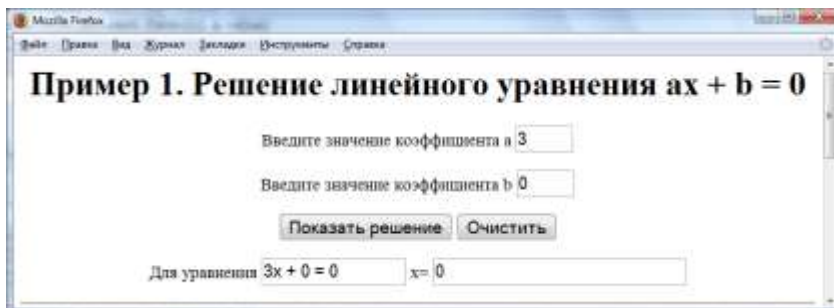 Mozilla Firefox
Файл Правка Вид Журнал Закладки Инструменты Справка
Пример 1. Решение линейного уравнения ax + b = 0
Введите значение коэффициента a 3
Введите значение коэффициента b 0
Показать решение Очистить
Для уравнения 3x + 0 = 0 x= 0